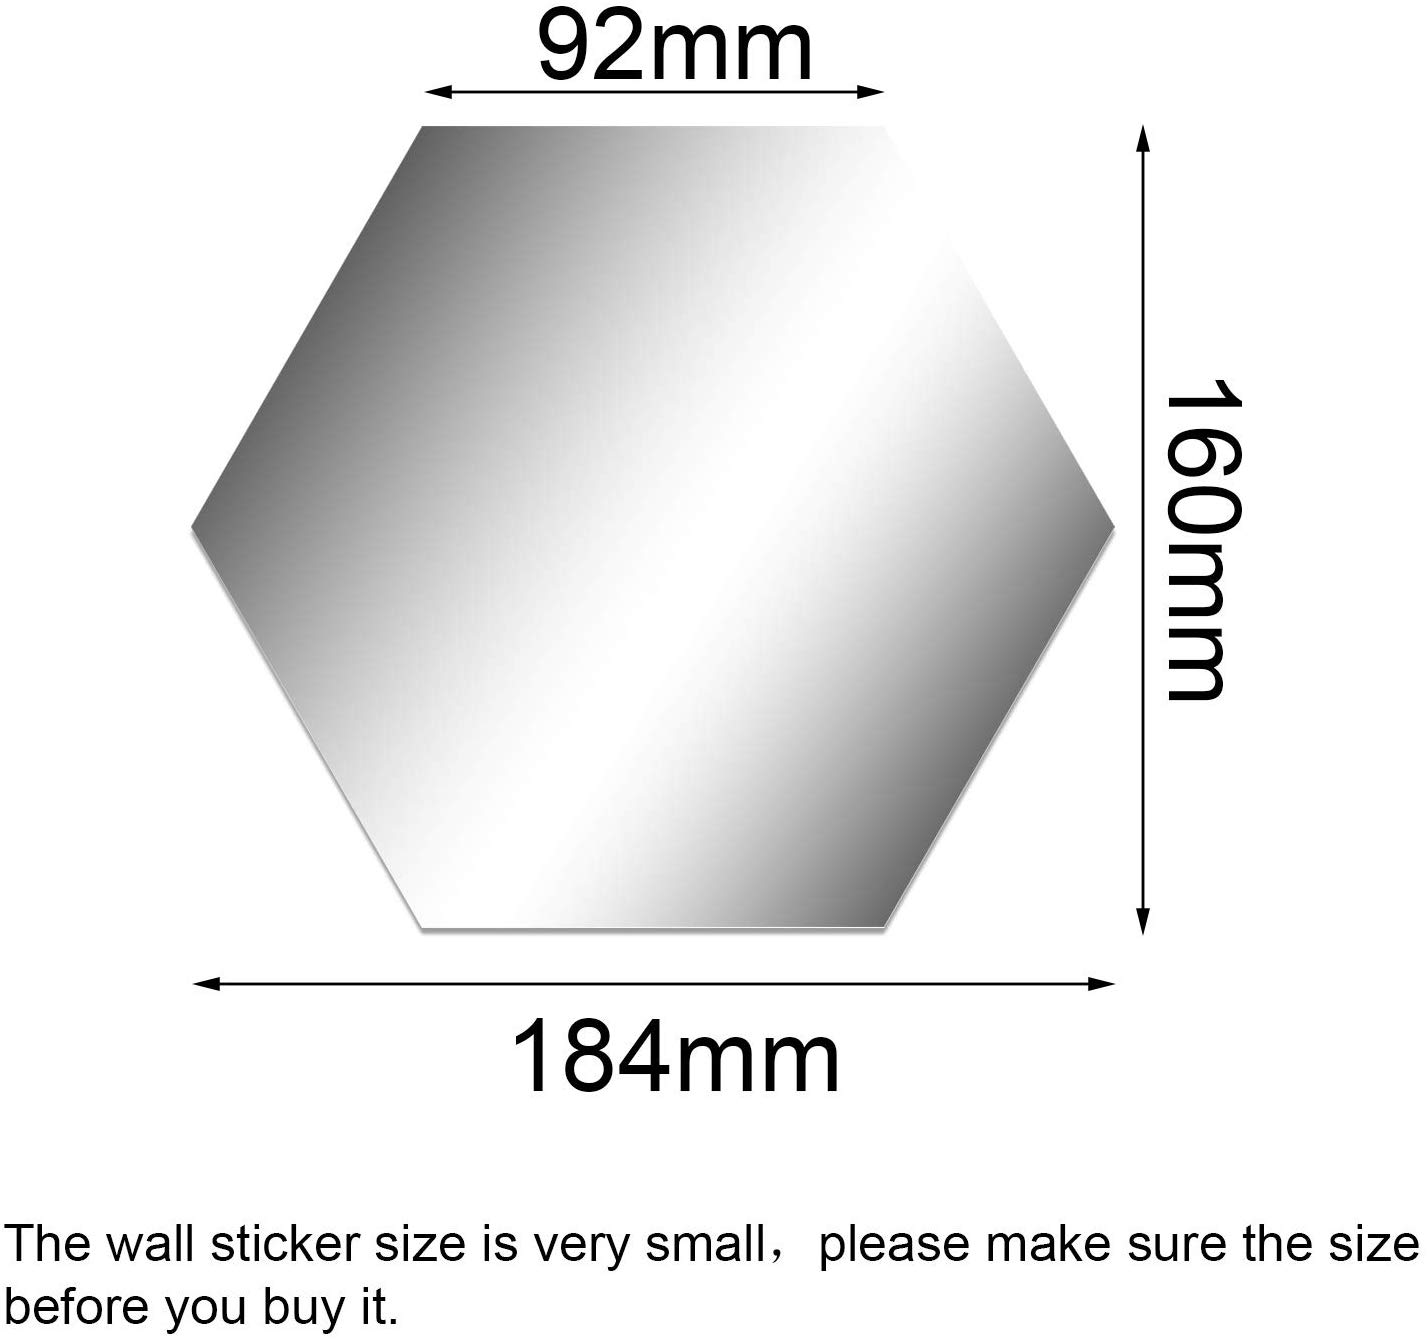 92mm
160mm
184mm
The wall sticker size is very small，please make sure the size
before you buy it.